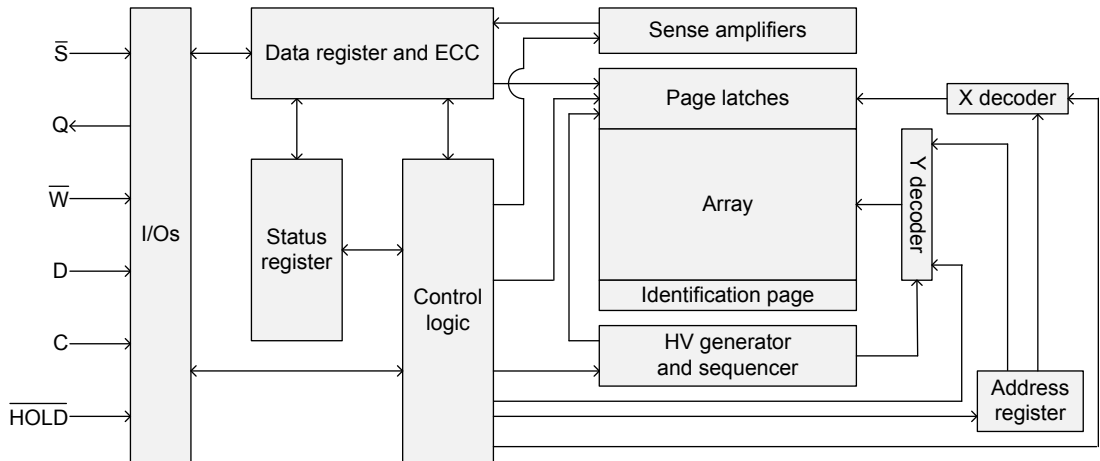 S̅
Q
W̅
D
C
H̅O̅L̅D̅
I/Os
Data register and ECC
Status
register
Control
logic
Sense amplifiers
Page latches
Array
Identification page
HV generator
and sequencer
X decoder
Y decoder
Address
register